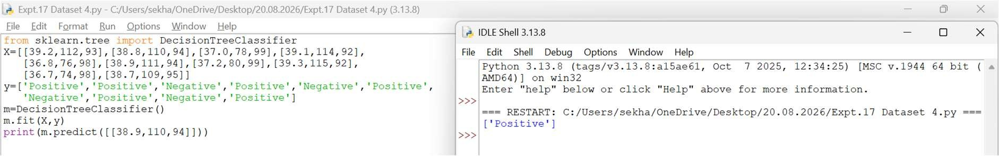 Expt.17 Dataset 4.py - C:/Users/sekha/OneDrive/Desktop/20.08.2026/Expt.17 Dataset 4.py (3.13.8)
File Edit Format Run Options Window Help
from sklearn.tree import DecisionTreeClassifier
X=[[39.2,112,93],[38.8,110,94],[37.0,78,99],[39.1,114,92],
[36.8,76,98],[38.9,111,94],[37.2,80,99],[39.3,115,92],
[36.7,74,98],[38.7,109,95]]
y=['Positive','Positive','Negative','Positive','Negative','Positive',
'Negative','Positive','Negative','Positive']
m=DecisionTreeClassifier()
m.fit(X,y)
print(m.predict([[38.9,110,94]]))
IDLE Shell 3.13.8
File Edit Shell Debug Options Window Help
Python 3.13.8 (tags/v3.13.8:a15ae61, Oct  7 2025, 12:34:25) [MSC v.1944 64 bit (
AMD64)] on win32
Enter "help" below or click "Help" above for more information.
>>>
=== RESTART: C:/Users/sekha/OneDrive/Desktop/20.08.2026/Expt.17 Dataset 4.py ===
['Positive']
>>>